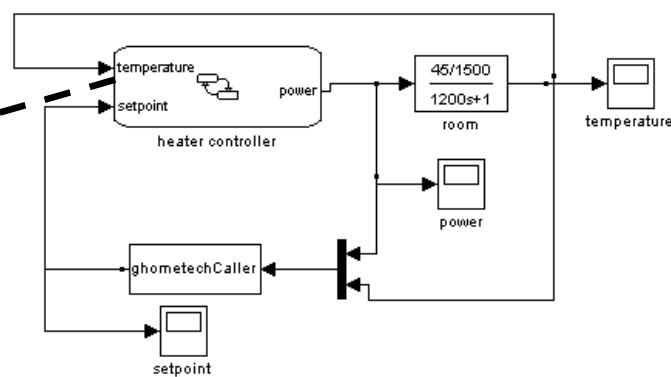 temperature
setpoint
power
heater controller
45/1500
1200s+1
room
temperature
power
ghometechCaller
setpoint